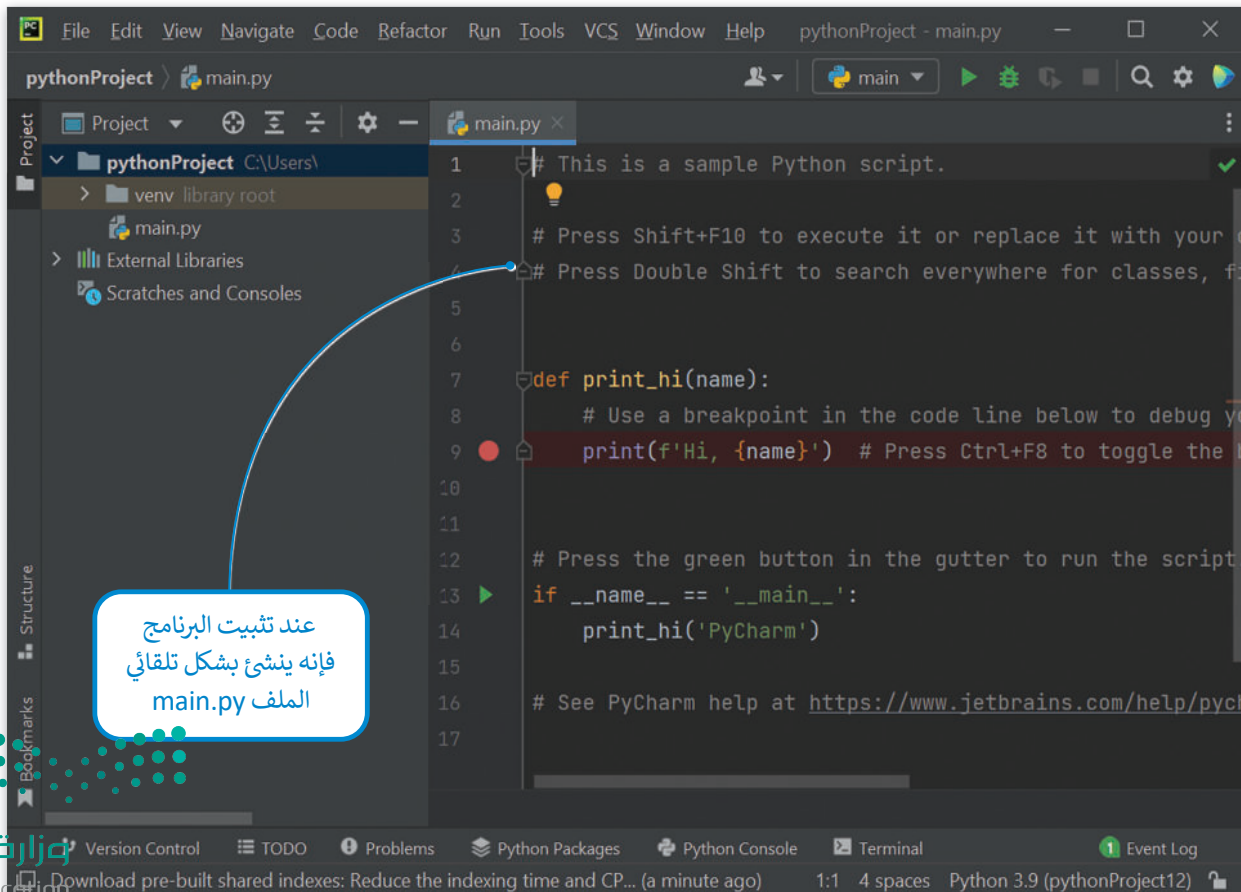 File Edit View Navigate Code Refactor Run Tools VCS Window Help pythonProject - main.py
pythonProject main.py
main
Project
Project
main.py
pythonProject C:\Users\
venv library root
main.py
External Libraries
Scratches and Consoles
1 # This is a sample Python script.
2
3 # Press Shift+F10 to execute it or replace it with your
4 # Press Double Shift to search everywhere for classes,
5
6
7 def print_hi(name):
8 # Use a breakpoint in the code line below to debug
9 print(f'Hi, {name}') # Press Ctrl+F8 to toggle the
10
11
12 # Press the green button in the gutter to run the script
13 if __name__ == '__main__':
14 print_hi('PyCharm')
15
16 # See PyCharm help at https://www.jetbrains.com/help/pych
17
عند تثبيت البرنامج
فإنه ينشئ بشكل تلقائي
الملف main.py
Structure
Bookmarks
Version Control TODO Problems Python Packages Python Console Terminal 1 Event Log
Download pre-built shared indexes: Reduce the indexing time and CP... (a minute ago) 1:1 4 spaces Python 3.9 (pythonProject12)